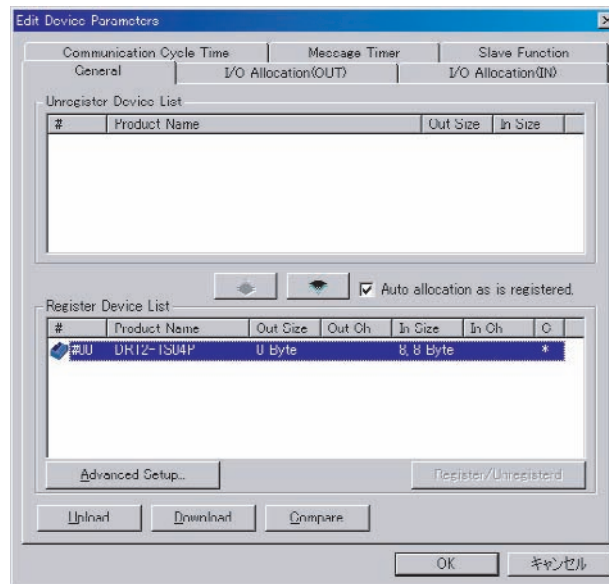 Edit Device Parameters
Communication Cycle Time Message Timer Slave Function
General I/O Allocation(OUT) I/O Allocation(IN)
Unregister Device List
# Product Name Out Size In Size
Auto allocation as is registered.
Register Device List
# Product Name Out Size Out Ch In Size In Ch C
#00 DRT2-TS04P 0 Byte 8, 8 Byte *
Advanced Setup... Register/Unregisterd
Upload Download Compare
OK キャンセル